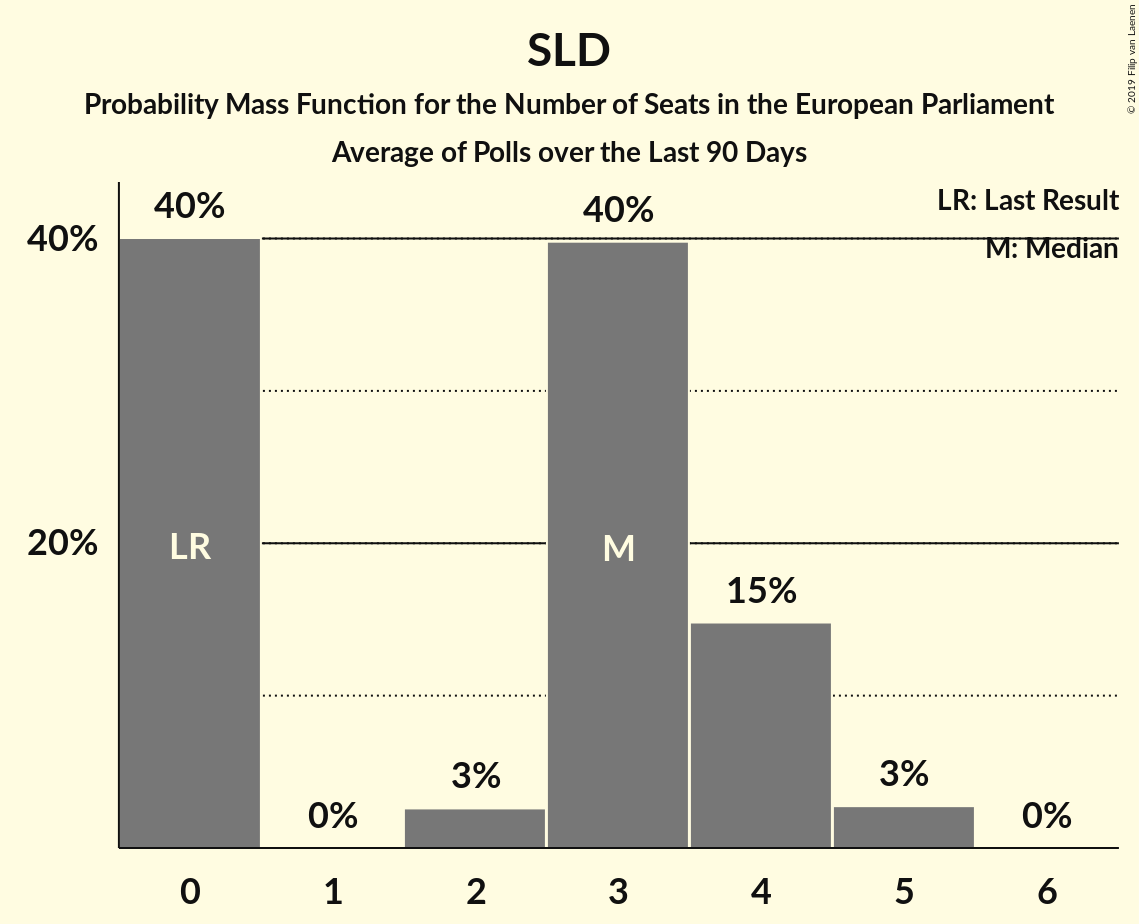 SLD
Probability Mass Function for the Number of Seats in the European Parliament
Average of Polls over the Last 90 Days
© 2019 Filip van Laenen
LR: Last Result
M: Median
40%
20%
40%
0%
3%
40%
15%
3%
0%
LR
M
0 1 2 3 4 5 6